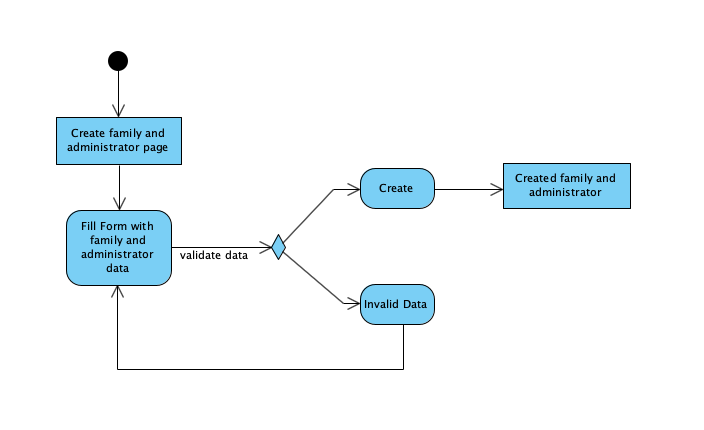 Create family and
administrator page
Fill Form with
family and
administrator
data
validate data
Create
Created family and
administrator
Invalid Data